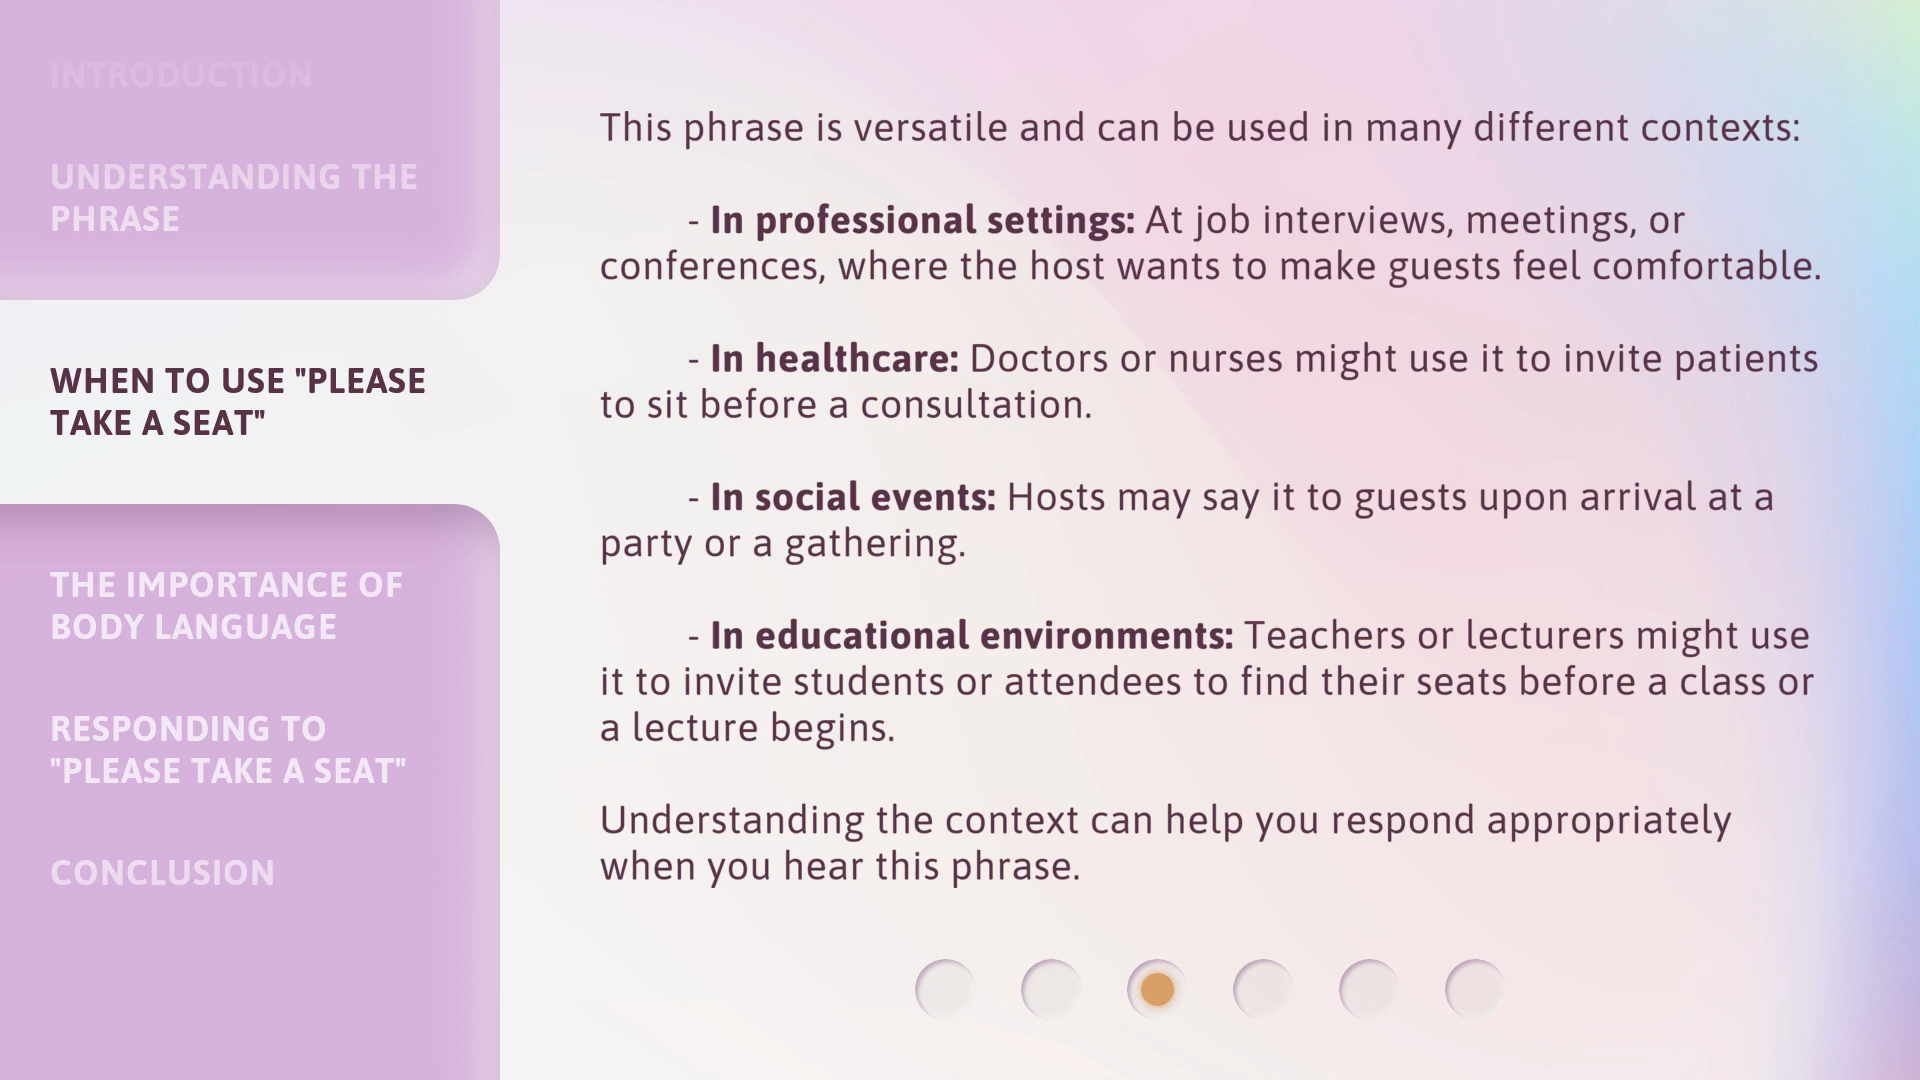 INTRODUCTION
UNDERSTANDING THE
PHRASE
WHEN TO USE "PLEASE
TAKE A SEAT"
THE IMPORTANCE OF
BODY LANGUAGE
RESPONDING TO
"PLEASE TAKE A SEAT"
CONCLUSION
This phrase is versatile and can be used in many different contexts:
- In professional settings: At job interviews, meetings, or
conferences, where the host wants to make guests feel comfortable.
- In healthcare: Doctors or nurses might use it to invite patients
to sit before a consultation.
- In social events: Hosts may say it to guests upon arrival at a
party or a gathering.
- In educational environments: Teachers or lecturers might use
it to invite students or attendees to find their seats before a class or
a lecture begins.
Understanding the context can help you respond appropriately
when you hear this phrase.